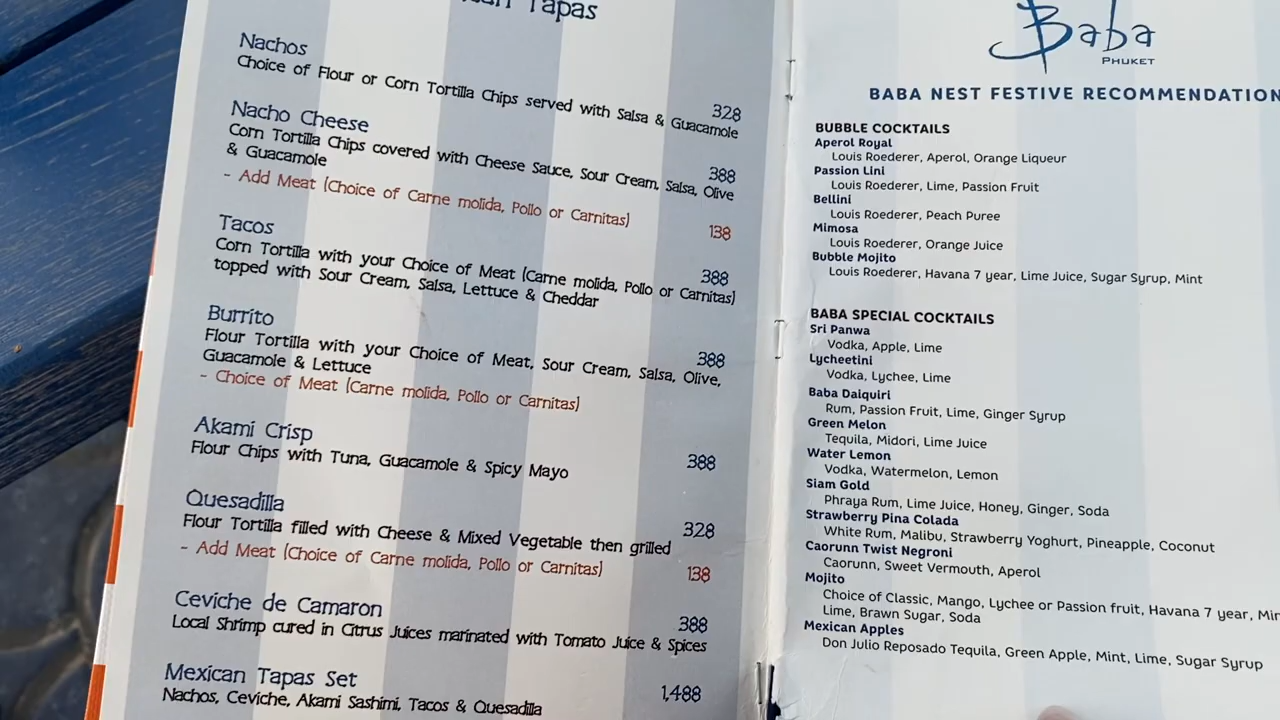 Tapas
Nachos
328
Choice of Flour or Corn Tortilla Chips served with Salsa & Guacamole
Nacho Cheese
388
Corn Tortilla Chips covered with Cheese Sauce, Sour Cream, Salsa, Olive
& Guacamole
- Add Meat (Choice of Carne molida, Pollo or Carnitas)
138
Tacos
388
Corn Tortilla with your Choice of Meat (Carne molida, Pollo or Carnitas)
topped with Sour Cream, Salsa, Lettuce & Cheddar
Burrito
388
Flour Tortilla with your Choice of Meat, Sour Cream, Salsa, Olive,
Guacamole & Lettuce
- Choice of Meat (Carne molida, Pollo or Carnitas)
Akami Crisp
388
Flour Chips with Tuna, Guacamole & Spicy Mayo
Quesadilla
328
Flour Tortilla filled with Cheese & Mixed Vegetable then grilled
- Add Meat (Choice of Carne molida, Pollo or Carnitas)
138
Ceviche de Camaron
388
Local Shrimp cured in Citrus Juices marinated with Tomato Juice & Spices
Mexican Tapas Set
1,488
Nachos, Ceviche, Akami Sashimi, Tacos & Quesadilla
Baba
PHUKET
BABA NEST FESTIVE RECOMMENDATION
BUBBLE COCKTAILS
Aperol Royal
Louis Roederer, Aperol, Orange Liqueur
Passion Lini
Louis Roederer, Lime, Passion Fruit
Bellini
Louis Roederer, Peach Puree
Mimosa
Louis Roederer, Orange Juice
Bubble Mojito
Louis Roederer, Havana 7 year, Lime Juice, Sugar Syrup, Mint
BABA SPECIAL COCKTAILS
Sri Panwa
Vodka, Apple, Lime
Lycheetini
Vodka, Lychee, Lime
Baba Daiquiri
Rum, Passion Fruit, Lime, Ginger Syrup
Green Melon
Tequila, Midori, Lime Juice
Water Lemon
Vodka, Watermelon, Lemon
Siam Gold
Phraya Rum, Lime Juice, Honey, Ginger, Soda
Strawberry Pina Colada
White Rum, Malibu, Strawberry Yoghurt, Pineapple, Coconut
Caorunn Twist Negroni
Caorunn, Sweet Vermouth, Aperol
Mojito
Choice of Classic, Mango, Lychee or Passion fruit, Havana 7 year,
Lime, Brawn Sugar, Soda
Mexican Apples
Don Julio Reposado Tequila, Green Apple, Mint, Lime, Sugar Syrup